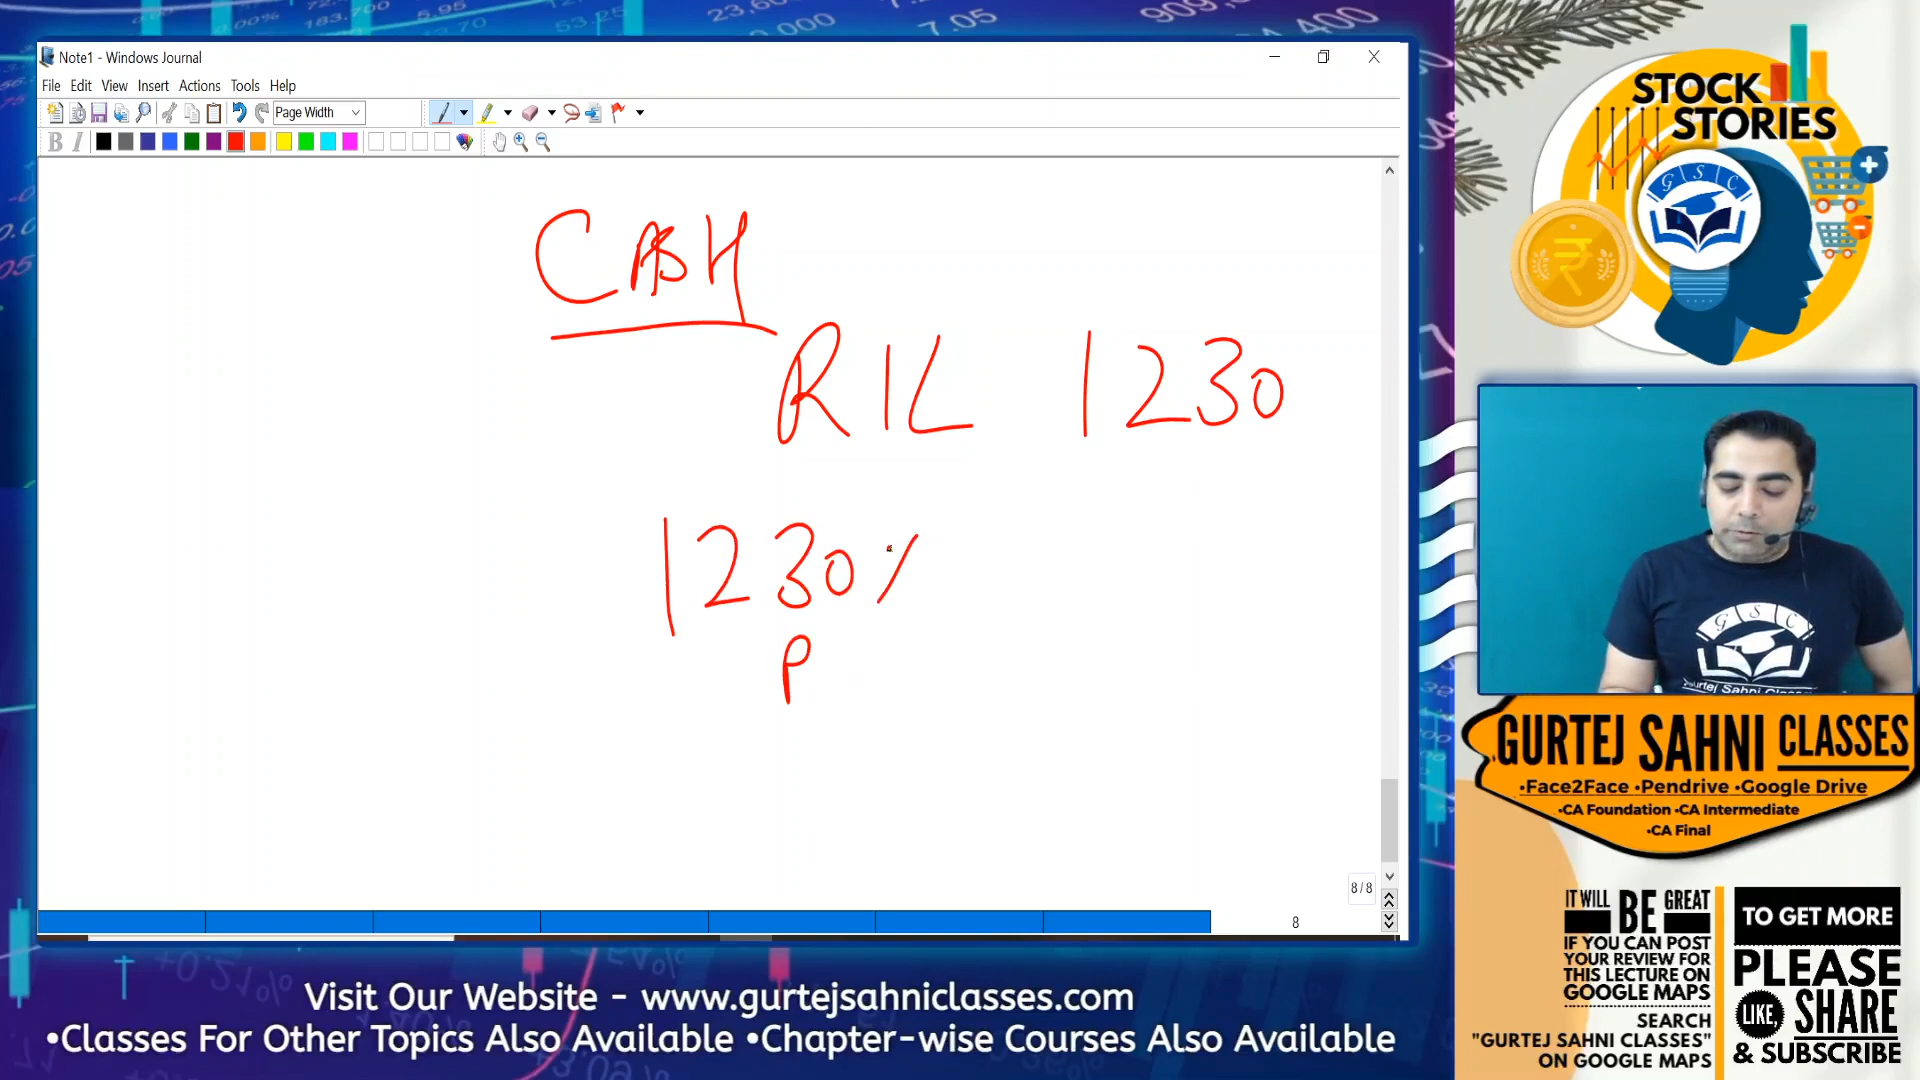 Note1 - Windows Journal
File Edit View Insert Actions Tools Help
Page Width
B I
CASH
RIL 1230
1230/
P
8 / 8
8
STOCK
STORIES
G S C
GSC
Gurtej Sahni Classes
GURTEJ SAHNI CLASSES
•Face2Face •Pendrive •Google Drive
•CA Foundation •CA Intermediate
•CA Final
IT WILL BE GREAT
IF YOU CAN POST
YOUR REVIEW FOR
THIS LECTURE ON
GOOGLE MAPS
SEARCH
"GURTEJ SAHNI CLASSES"
ON GOOGLE MAPS
TO GET MORE
PLEASE
LIKE, SHARE
& SUBSCRIBE
Visit Our Website - www.gurtejsahniclasses.com
•Classes For Other Topics Also Available •Chapter-wise Courses Also Available